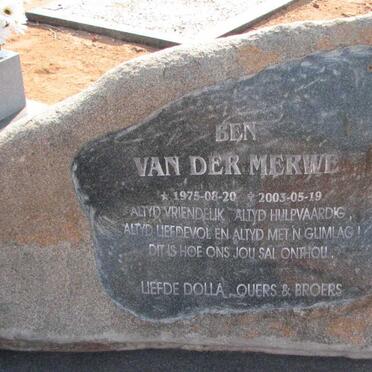 BEN
VAN DER MERWE
* 1975-08-20 ✝ 2003-05-19
ALTYD VRIENDELIK ALTYD HULPVAARDIG,
ALTYD LIEFDEVOL EN ALTYD MET N GLIMLAG!
DIT IS HOE ONS JOU SAL ONTHOU.
LIEFDE DOLLA, OUERS & BROERS